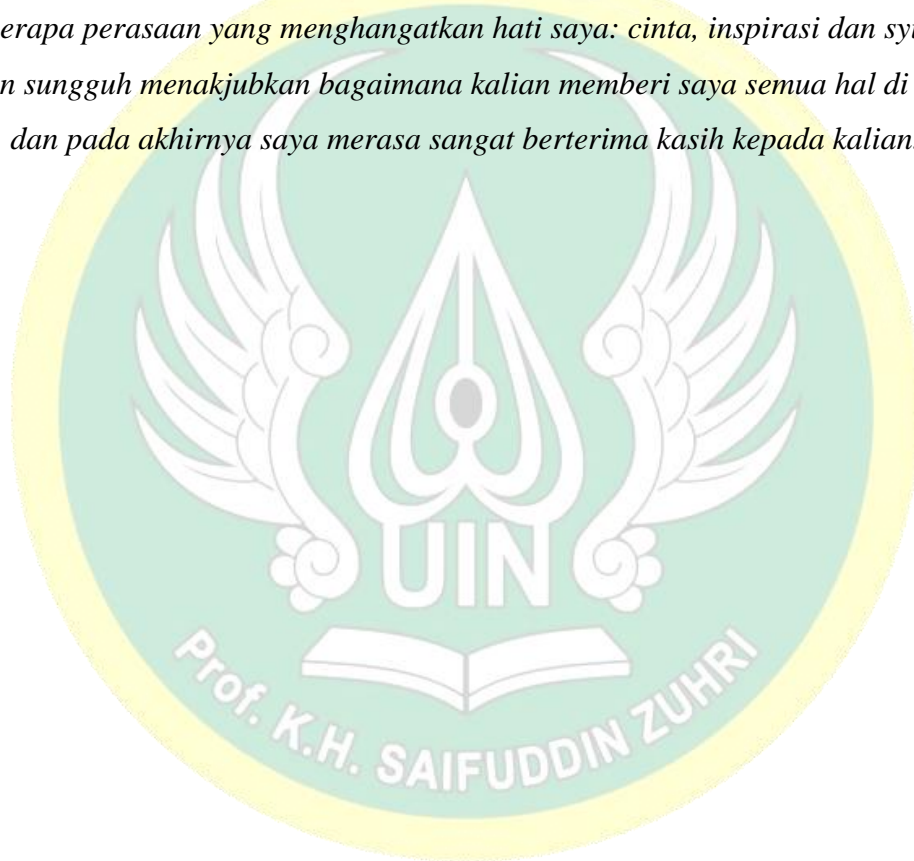 erapa perasaan yang menghangatkan hati saya: cinta, inspirasi dan sy
n sungguh menakjubkan bagaimana kalian memberi saya semua hal di
dan pada akhirnya saya merasa sangat berterima kasih kepada kalian.
UIN
Prof. K.H. SAIFUDDIN ZUHRI